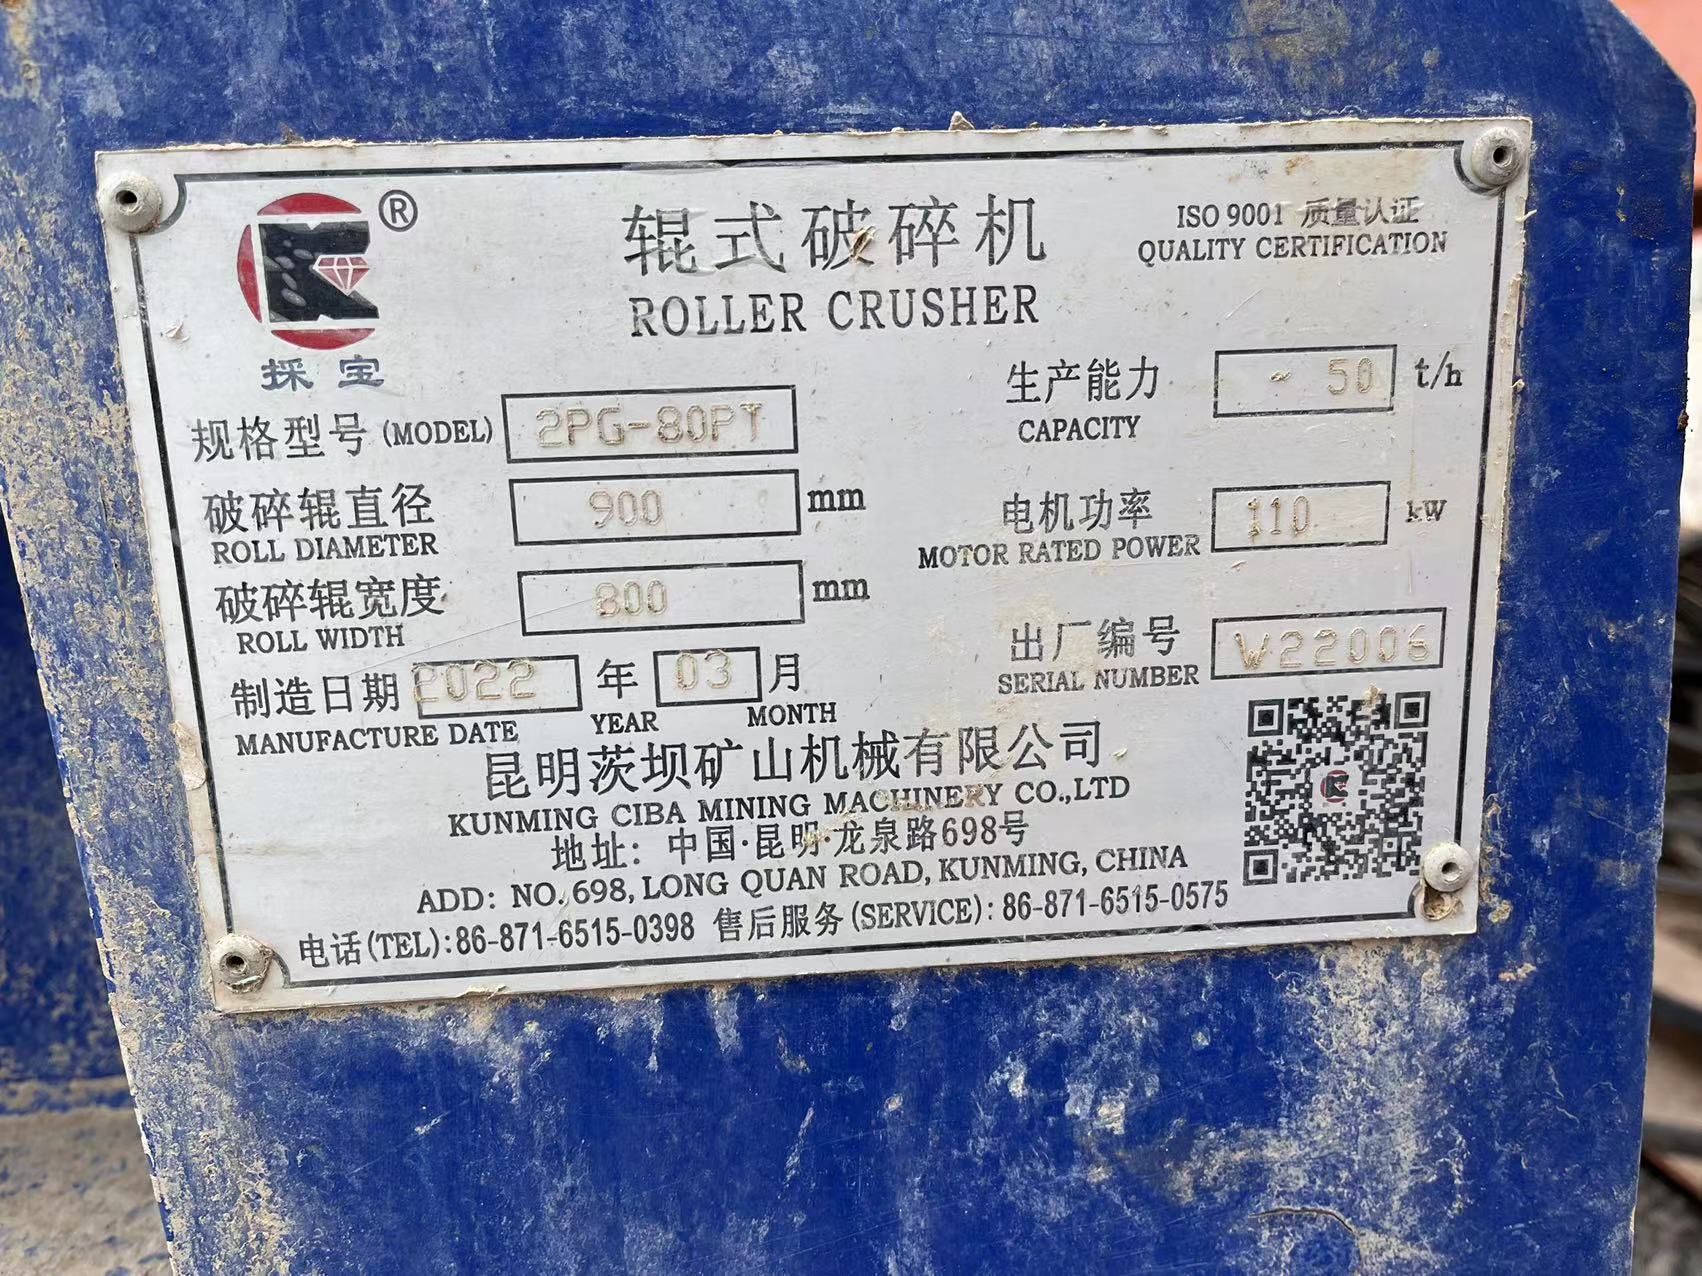 ®
採宝
辊式破碎机
ROLLER CRUSHER
ISO 9001 质量认证
QUALITY CERTIFICATION
规格型号 (MODEL) 2PG-80PT
破碎辊直径 900 mm
ROLL DIAMETER
破碎辊宽度 800 mm
ROLL WIDTH
制造日期 2022 年 03 月
MANUFACTURE DATE YEAR MONTH
生产能力 ~ 50 t/h
CAPACITY
电机功率 110 kW
MOTOR RATED POWER
出厂编号 W22006
SERIAL NUMBER
昆明茨坝矿山机械有限公司
KUNMING CIBA MINING MACHINERY CO.,LTD
地址：中国·昆明·龙泉路698号
ADD: NO.698, LONG QUAN ROAD, KUNMING, CHINA
电话(TEL):86-871-6515-0398 售后服务(SERVICE):86-871-6515-0575